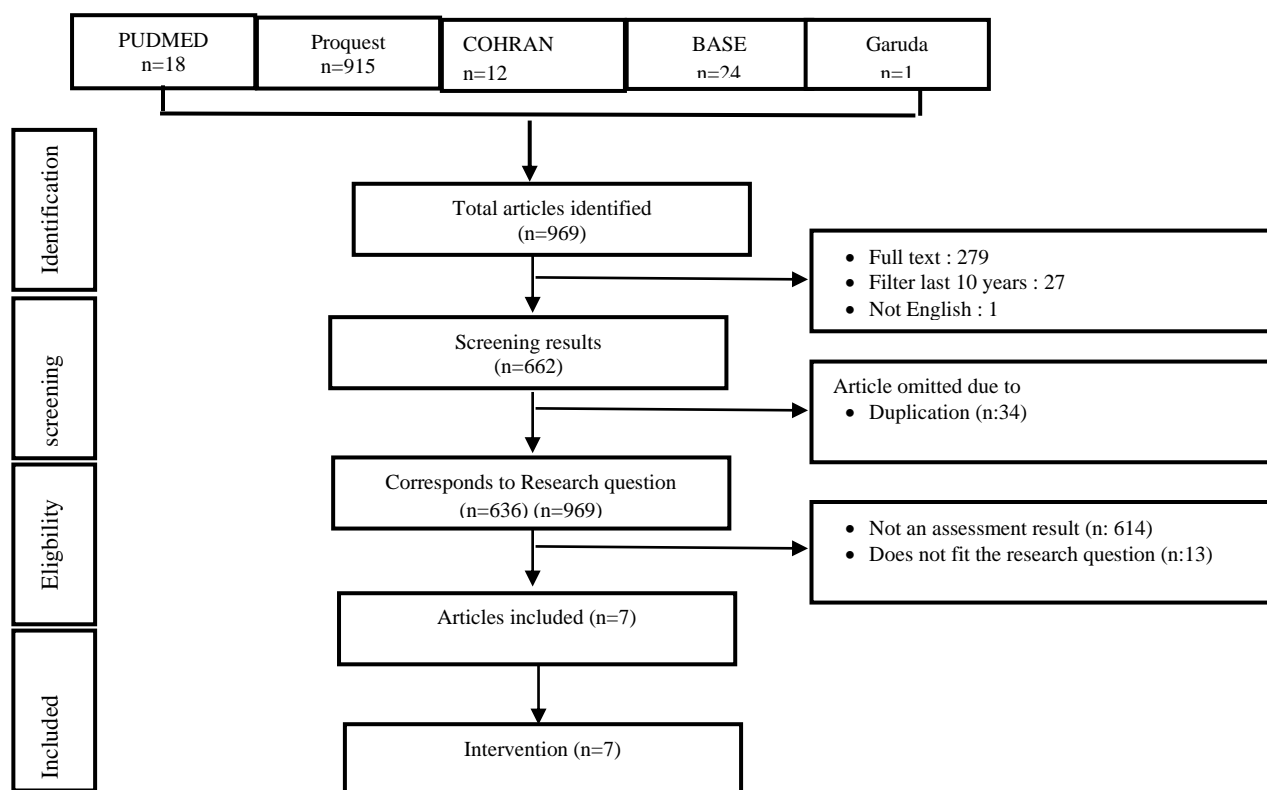 PUDMED
n=18
Proquest
n=915
COHRAN
n=12
BASE
n=24
Garuda
n=1
Identification
Total articles identified
(n=969)
• Full text : 279
• Filter last 10 years : 27
• Not English : 1
screening
Screening results
(n=662)
Article omitted due to
• Duplication (n:34)
Eligbility
Corresponds to Research question
(n=636) (n=969)
• Not an assessment result (n: 614)
• Does not fit the research question (n:13)
Articles included (n=7)
Included
Intervention (n=7)